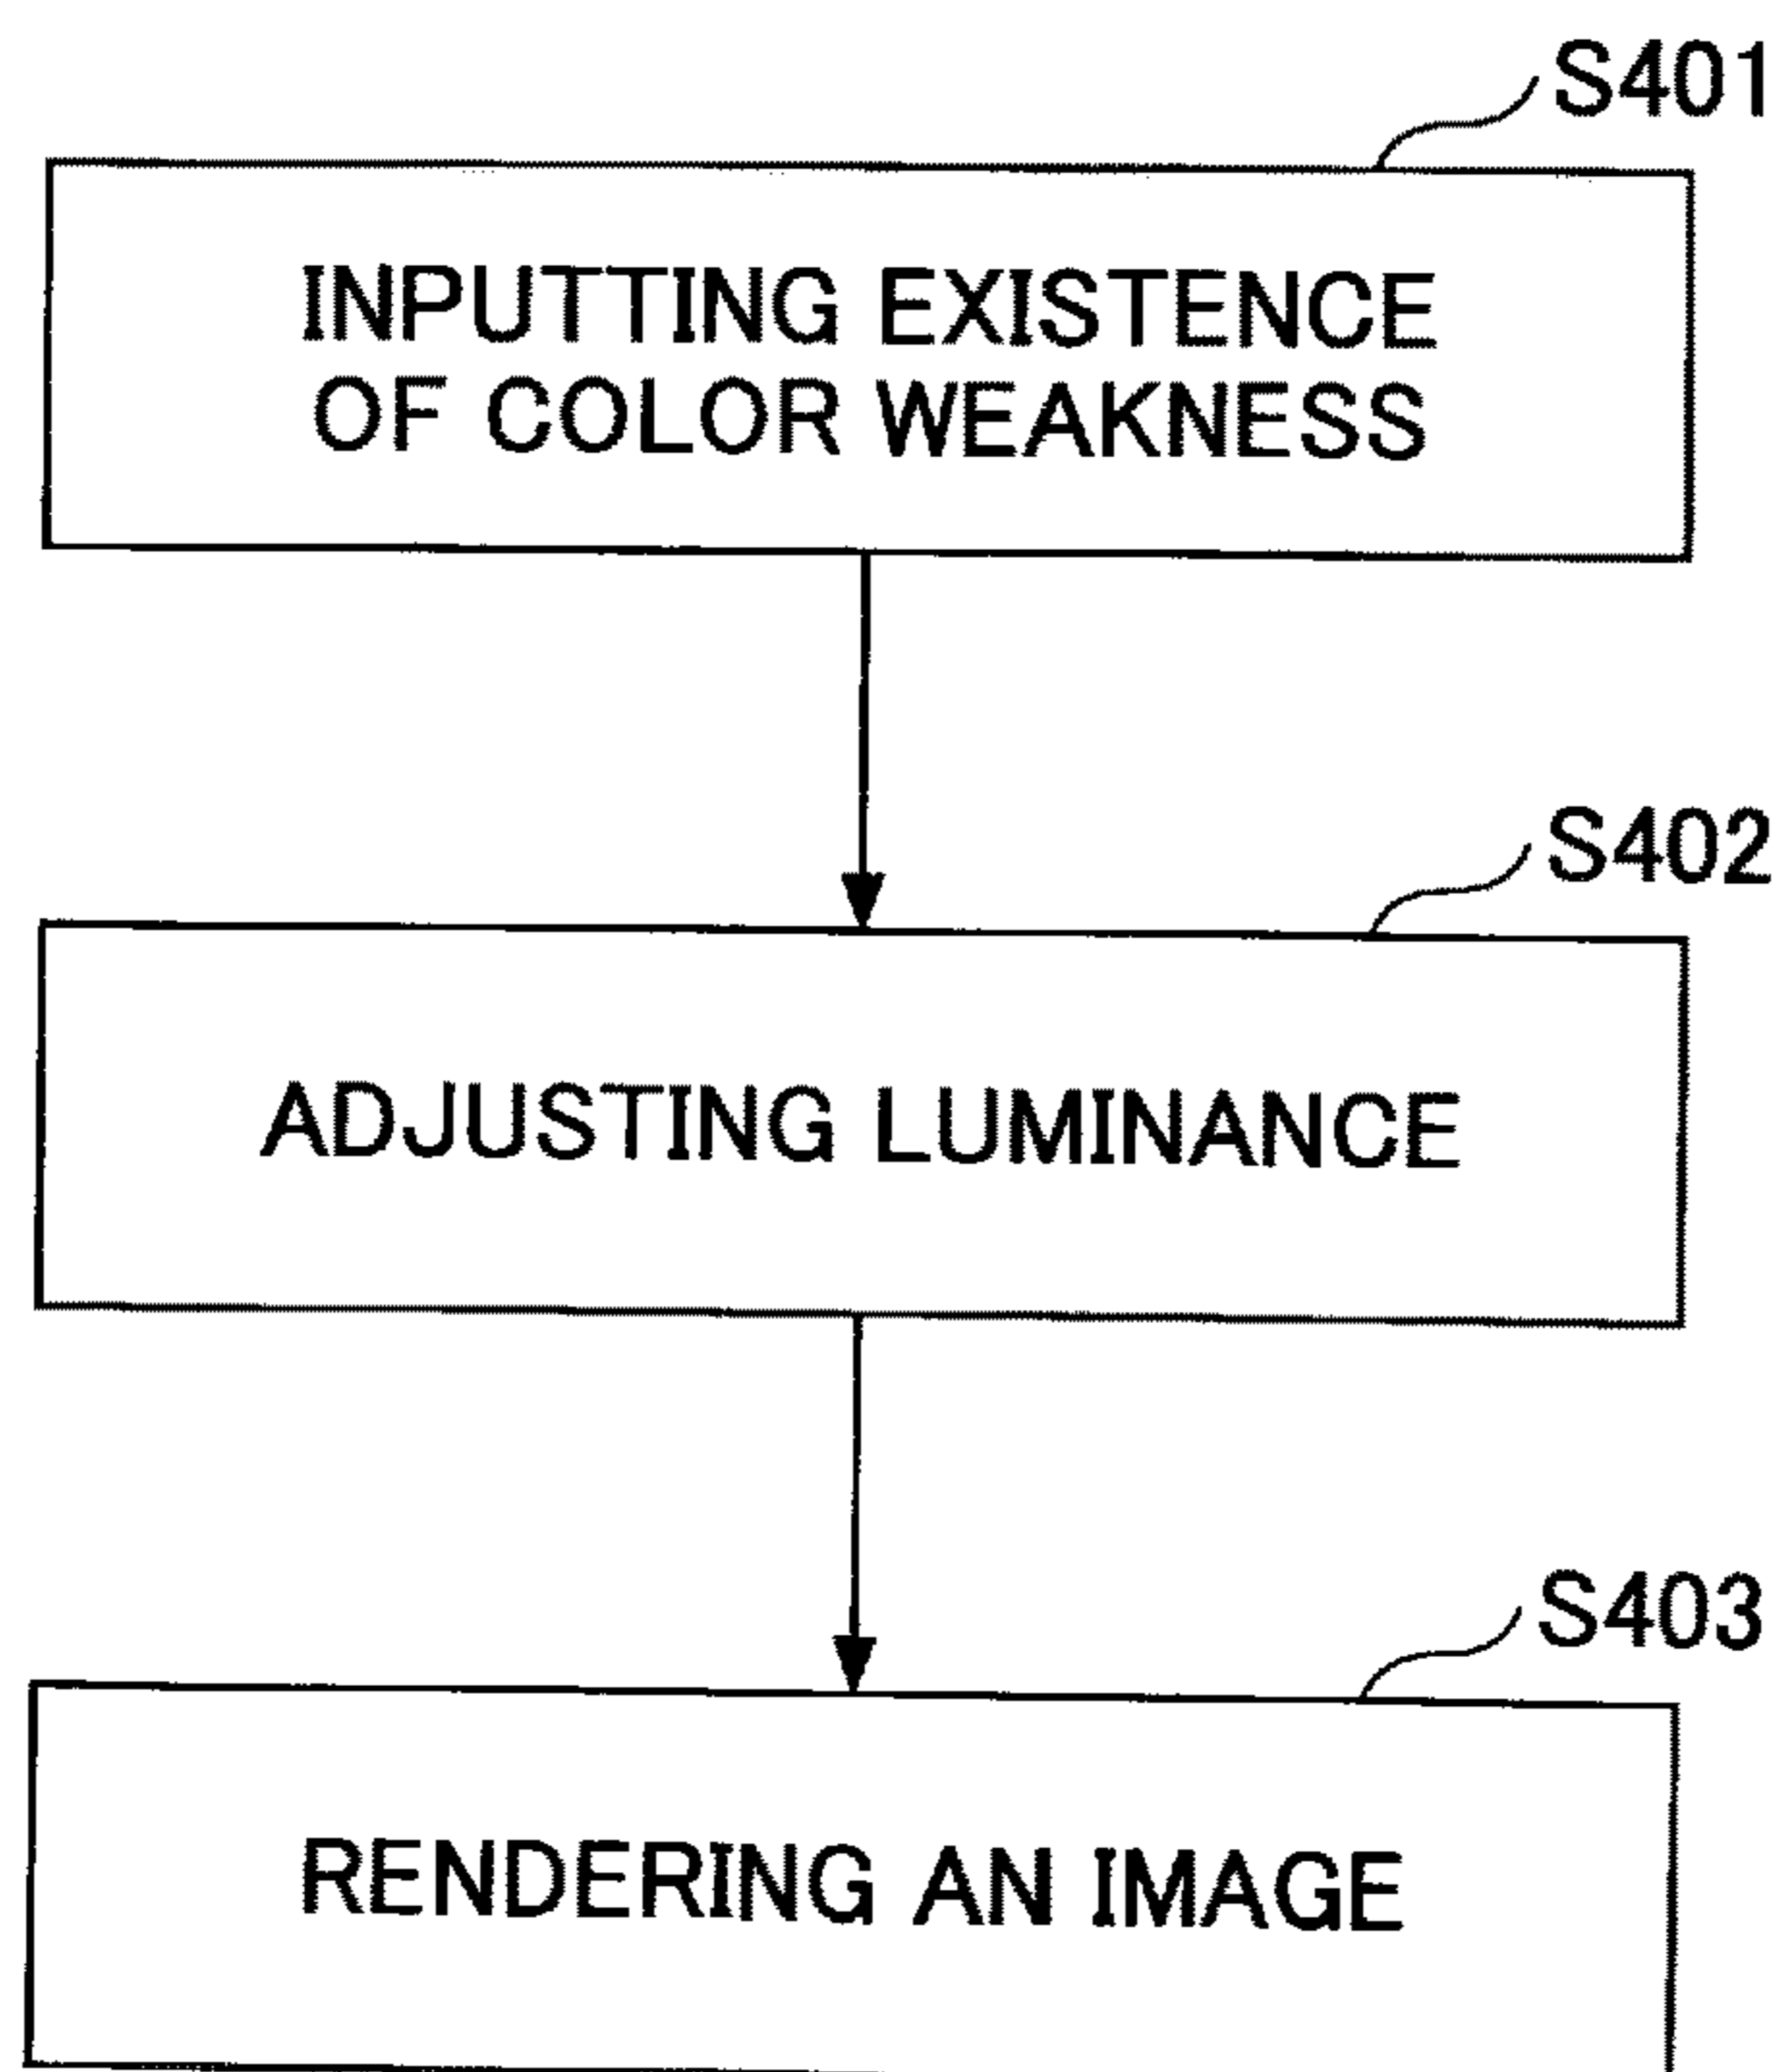 S401
INPUTTING EXISTENCE
OF COLOR WEAKNESS
S402
ADJUSTING LUMINANCE
S403
RENDERING AN IMAGE